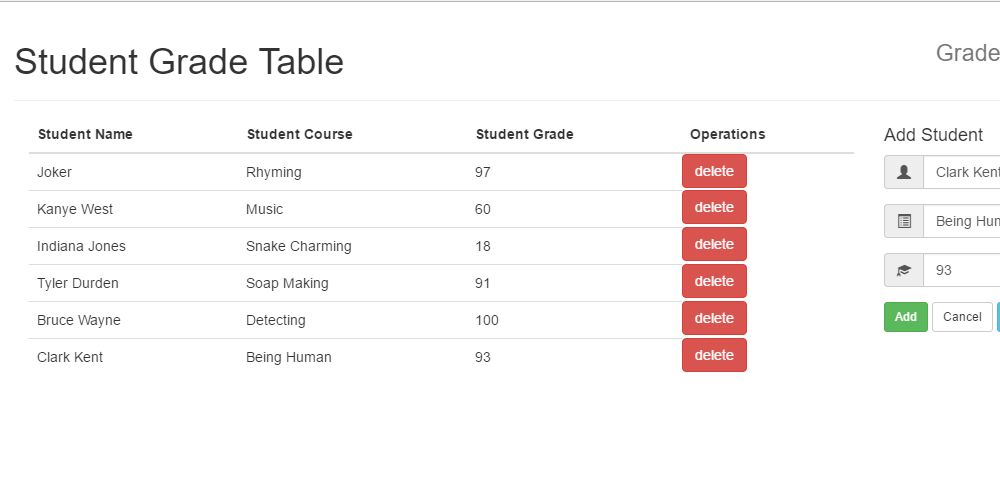 Student Grade Table
Grade
Student Name Student Course Student Grade Operations
Joker Rhyming 97 delete
Kanye West Music 60 delete
Indiana Jones Snake Charming 18 delete
Tyler Durden Soap Making 91 delete
Bruce Wayne Detecting 100 delete
Clark Kent Being Human 93 delete
Add Student
Clark Kent
Being Hum
93
Add Cancel